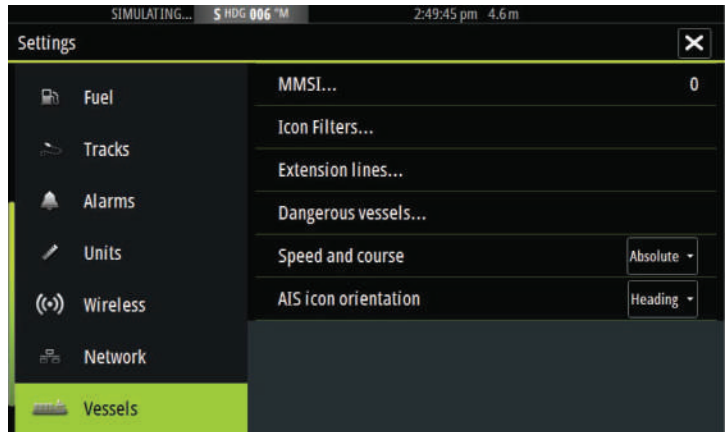 SIMULATING... S HDG 006 °M 2:49:45 pm 4.6 m
Settings
Fuel
Tracks
Alarms
Units
Wireless
Network
Vessels
MMSI... 0
Icon Filters...
Extension lines...
Dangerous vessels...
Speed and course Absolute
AIS icon orientation Heading